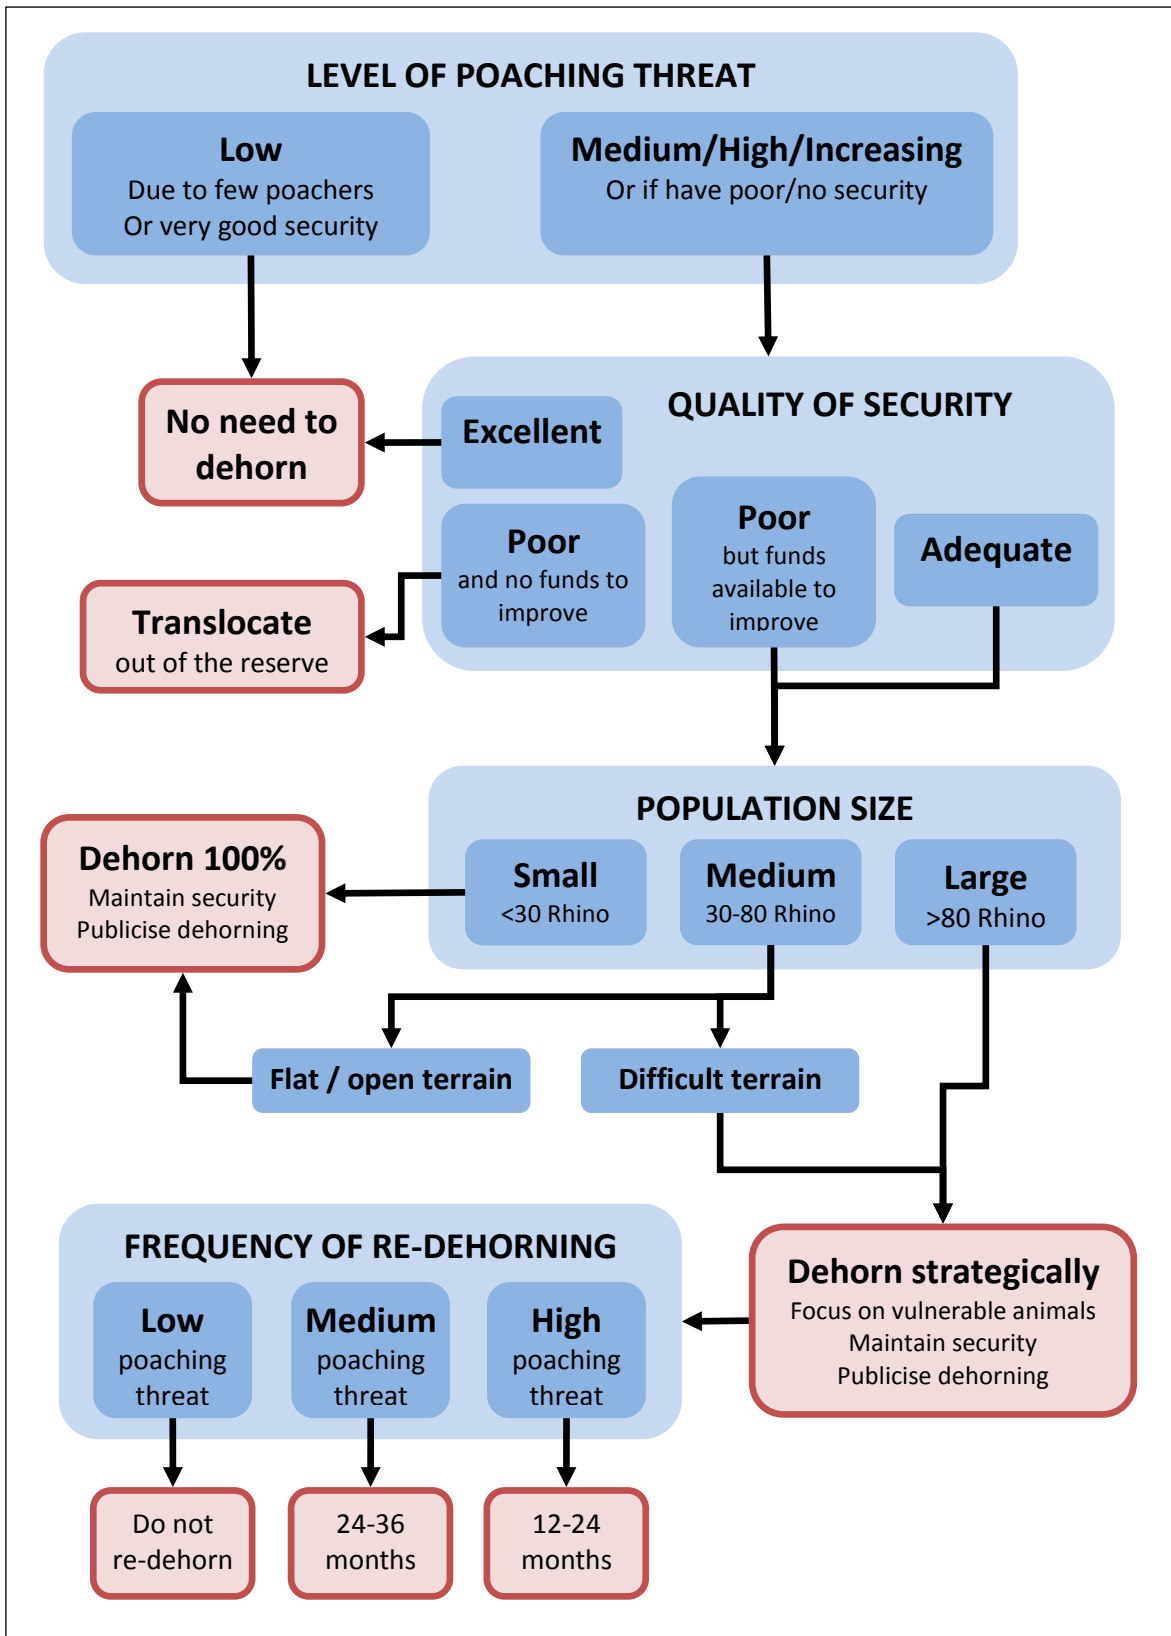 LEVEL OF POACHING THREAT
Low
Due to few poachers
Or very good security
Medium/High/Increasing
Or if have poor/no security
No need to
dehorn
QUALITY OF SECURITY
Excellent
Poor
and no funds to
improve
Poor
but funds
available to
improve
Adequate
Translocate
out of the reserve
POPULATION SIZE
Small
<30 Rhino
Medium
30-80 Rhino
Large
>80 Rhino
Dehorn 100%
Maintain security
Publicise dehorning
Flat / open terrain
Difficult terrain
FREQUENCY OF RE-DEHORNING
Low
poaching
threat
Medium
poaching
threat
High
poaching
threat
Dehorn strategically
Focus on vulnerable animals
Maintain security
Publicise dehorning
Do not
re-dehorn
24-36
months
12-24
months